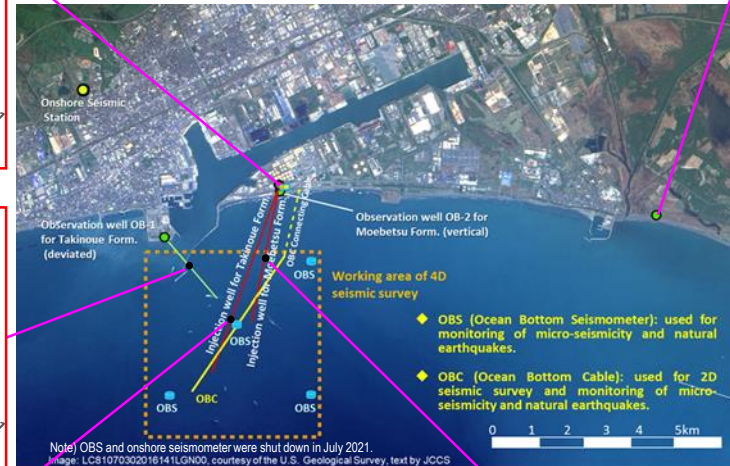 Onshore Seismic
Station
Observation well OB-1
for Takinoue Form.
(deviated)
Injection well for Takinoue Form.
Injection well for Moebetsu Form.
OBC Connecting Cable
Observation well OB-2 for
Moebetsu Form. (vertical)
Working area of 4D
seismic survey
OBS
OBS
OBS
OBS
OBC
◆ OBS (Ocean Bottom Seismometer): used for
monitoring of micro-seismicity and natural
earthquakes.
◆ OBC (Ocean Bottom Cable): used for 2D
seismic survey and monitoring of micro-
seismicity and natural earthquakes.
0 1 2 3 4 5km
Note) OBS and onshore seismometer were shut down in July 2021.
Image: LC81070302016141LGN00, courtesy of the U.S. Geological Survey, text by JCCS